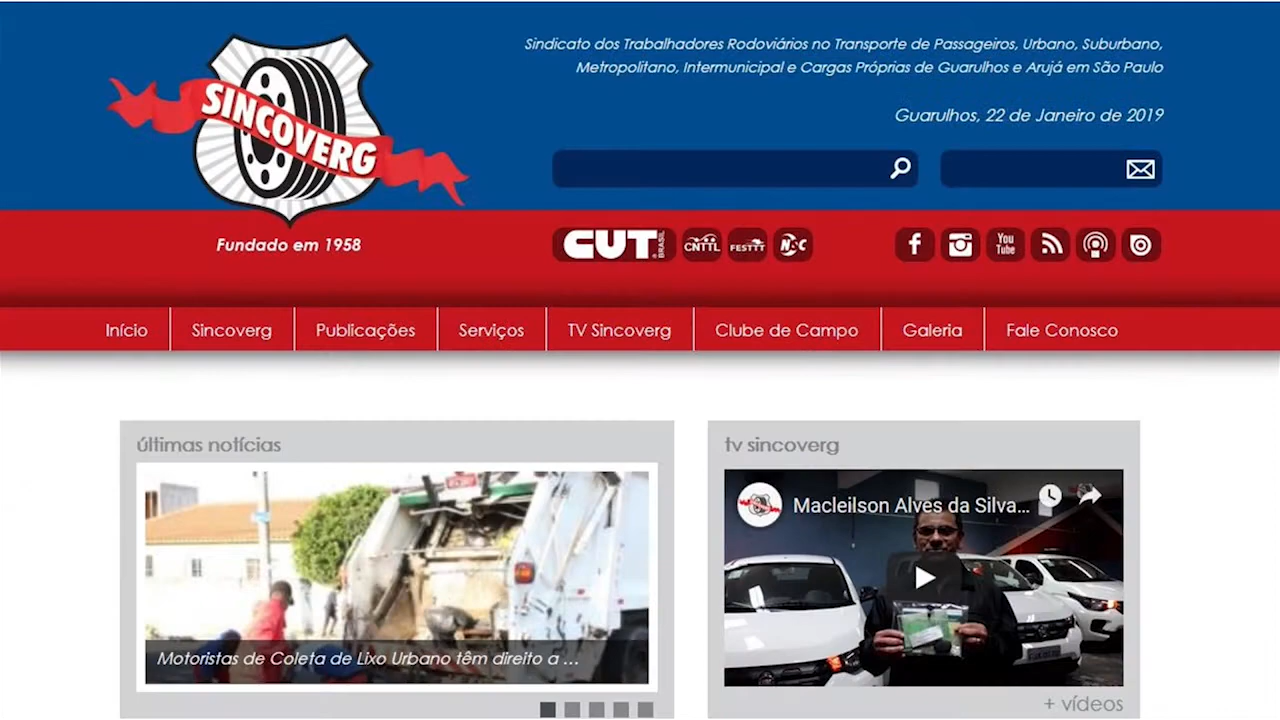 SINCOVERG
Sindicato dos Trabalhadores Rodoviários no Transporte de Passageiros, Urbano, Suburbano,
Metropolitano, Intermunicipal e Cargas Próprias de Guarulhos e Arujá em São Paulo
Guarulhos, 22 de Janeiro de 2019
Fundado em 1958
CUT BRASIL CNTTL FESTTT NSC f You Tube
Início Sincoverg Publicações Serviços TV Sincoverg Clube de Campo Galeria Fale Conosco
últimas notícias
Motoristas de Coleta de Lixo Urbano têm direito a ...
tv sincoverg
Macleilson Alves da Silva...
+ vídeos